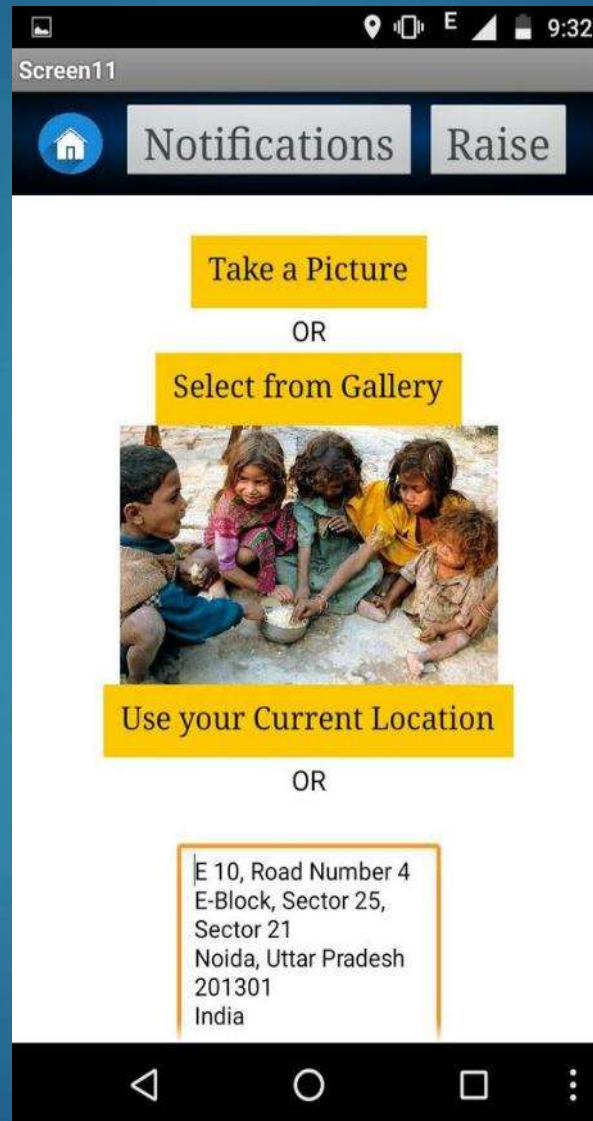 E 9:32
Screen11
Notifications Raise
Take a Picture
OR
Select from Gallery
Use your Current Location
OR
E 10, Road Number 4
E-Block, Sector 25,
Sector 21
Noida, Uttar Pradesh
201301
India